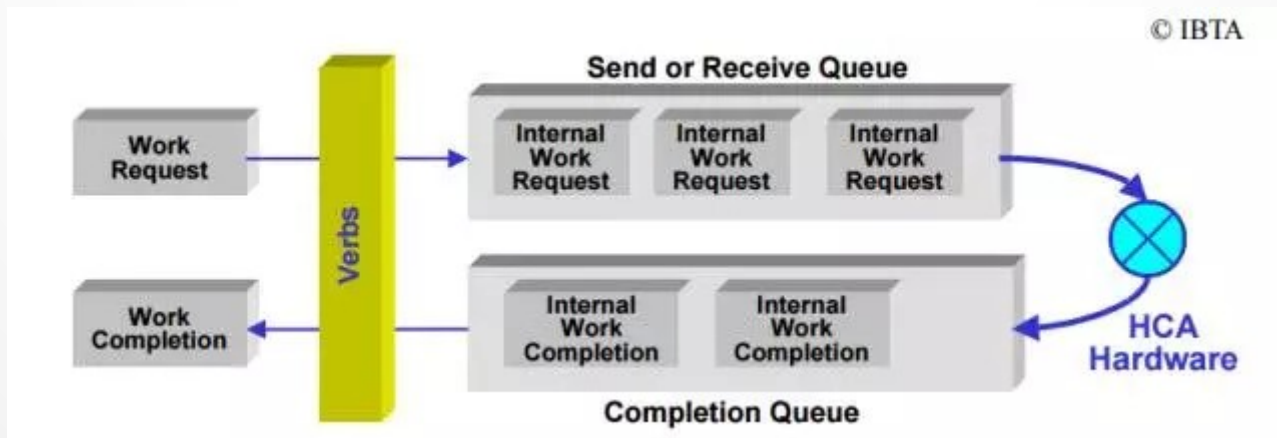 © IBTA
Send or Receive Queue
Work
Request
Verbs
Internal
Work
Request
Internal
Work
Request
Internal
Work
Request
Work
Completion
Internal
Work
Completion
Internal
Work
Completion
HCA
Hardware
Completion Queue